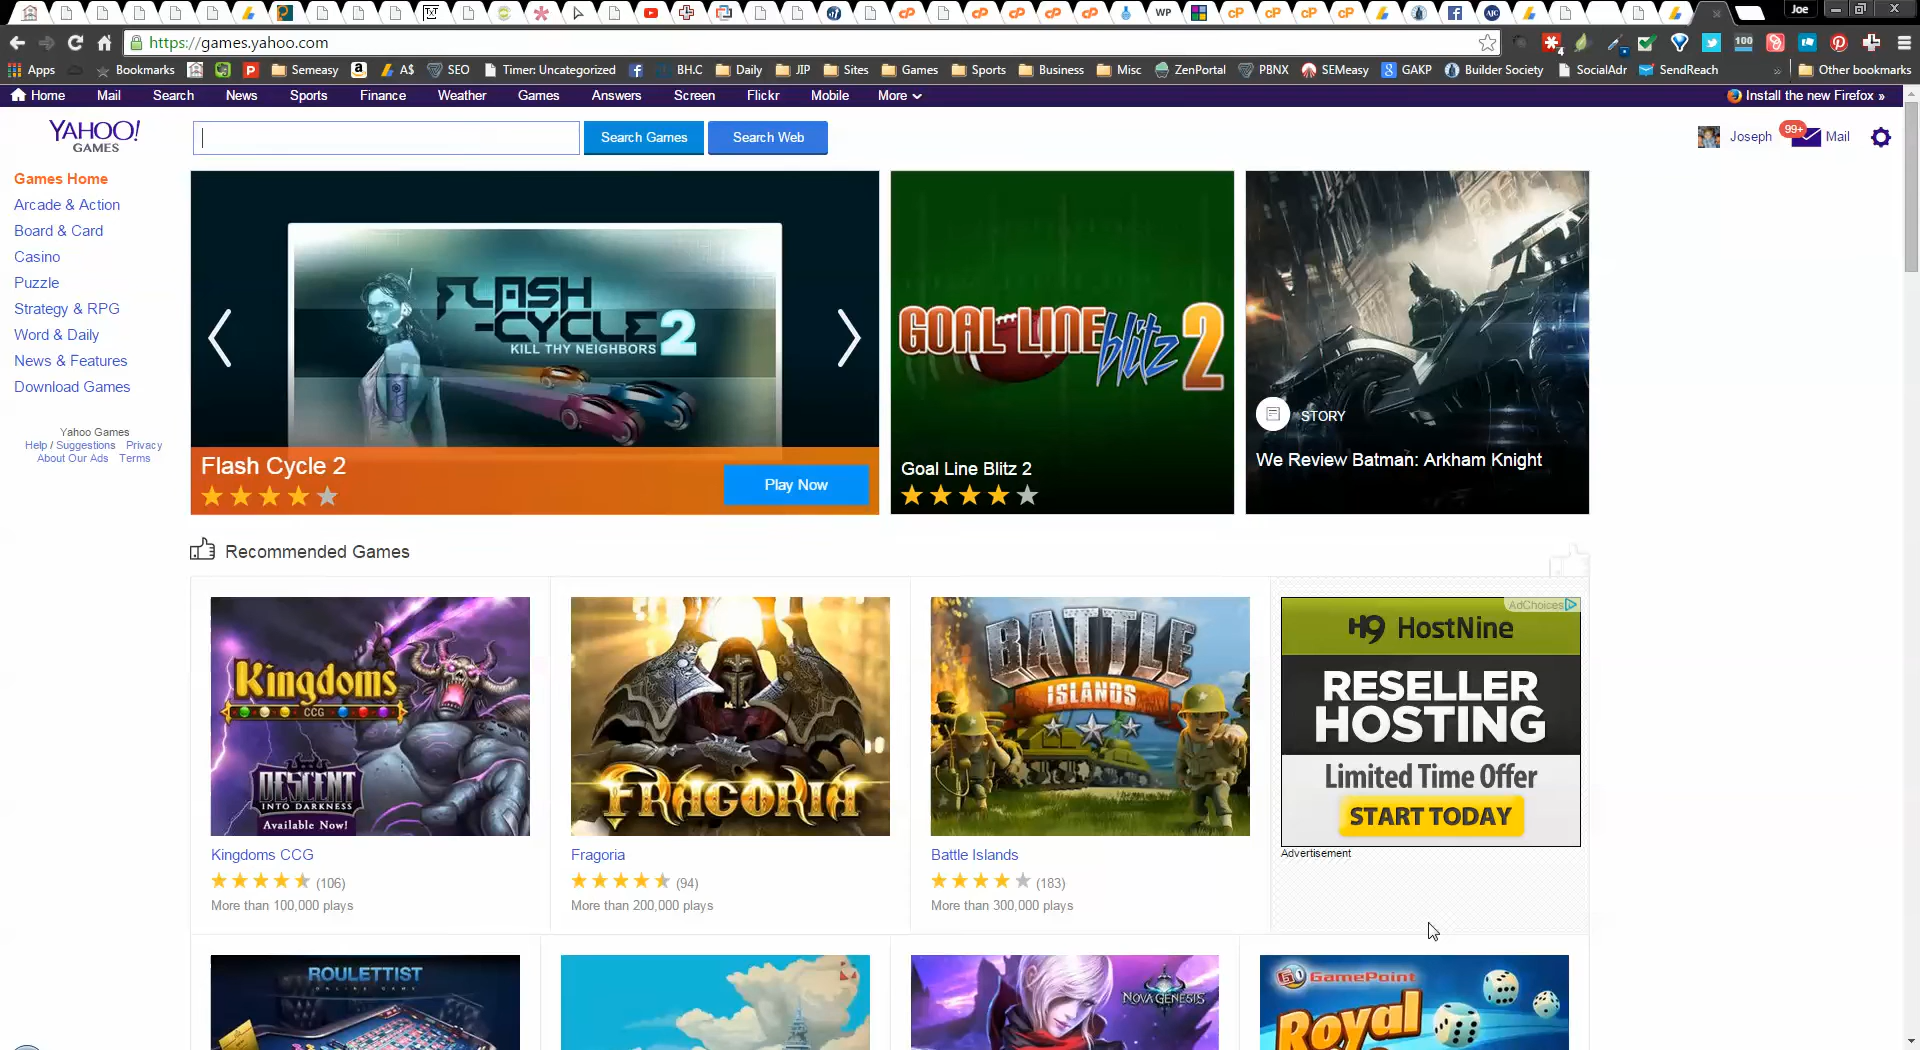 Joe
https://games.yahoo.com
Apps Bookmarks Semeasy A$ SEO Timer: Uncategorized BH.C Daily JIP Sites Games Sports Business Misc ZenPortal PBNX SEMeasy GAKP Builder Society SocialAdr SendReach » Other bookmarks
Home Mail Search News Sports Finance Weather Games Answers Screen Flickr Mobile More Install the new Firefox »
YAHOO!
GAMES
Search Games Search Web
Joseph 99+ Mail
Games Home
Arcade & Action
Board & Card
Casino
Puzzle
Strategy & RPG
Word & Daily
News & Features
Download Games
Yahoo Games
Help / Suggestions Privacy
About Our Ads Terms
FLASH
-CYCLE 2
KILL THY NEIGHBORS
Flash Cycle 2
Play Now
GOAL LINE blitz 2
Goal Line Blitz 2
STORY
We Review Batman: Arkham Knight
Recommended Games
Kingdoms
CCG
DESCENT
INTO DARKNESS
Available Now!
Kingdoms CCG
(106)
More than 100,000 plays
FRAGORIA
Fragoria
(94)
More than 200,000 plays
BATTLE
ISLANDS
Battle Islands
(183)
More than 300,000 plays
AdChoices
H9 HostNine
RESELLER
HOSTING
Limited Time Offer
START TODAY
Advertisement
ROULETTIST
ONLINE GAME
NOVA GENESIS
GamePoint
Royal